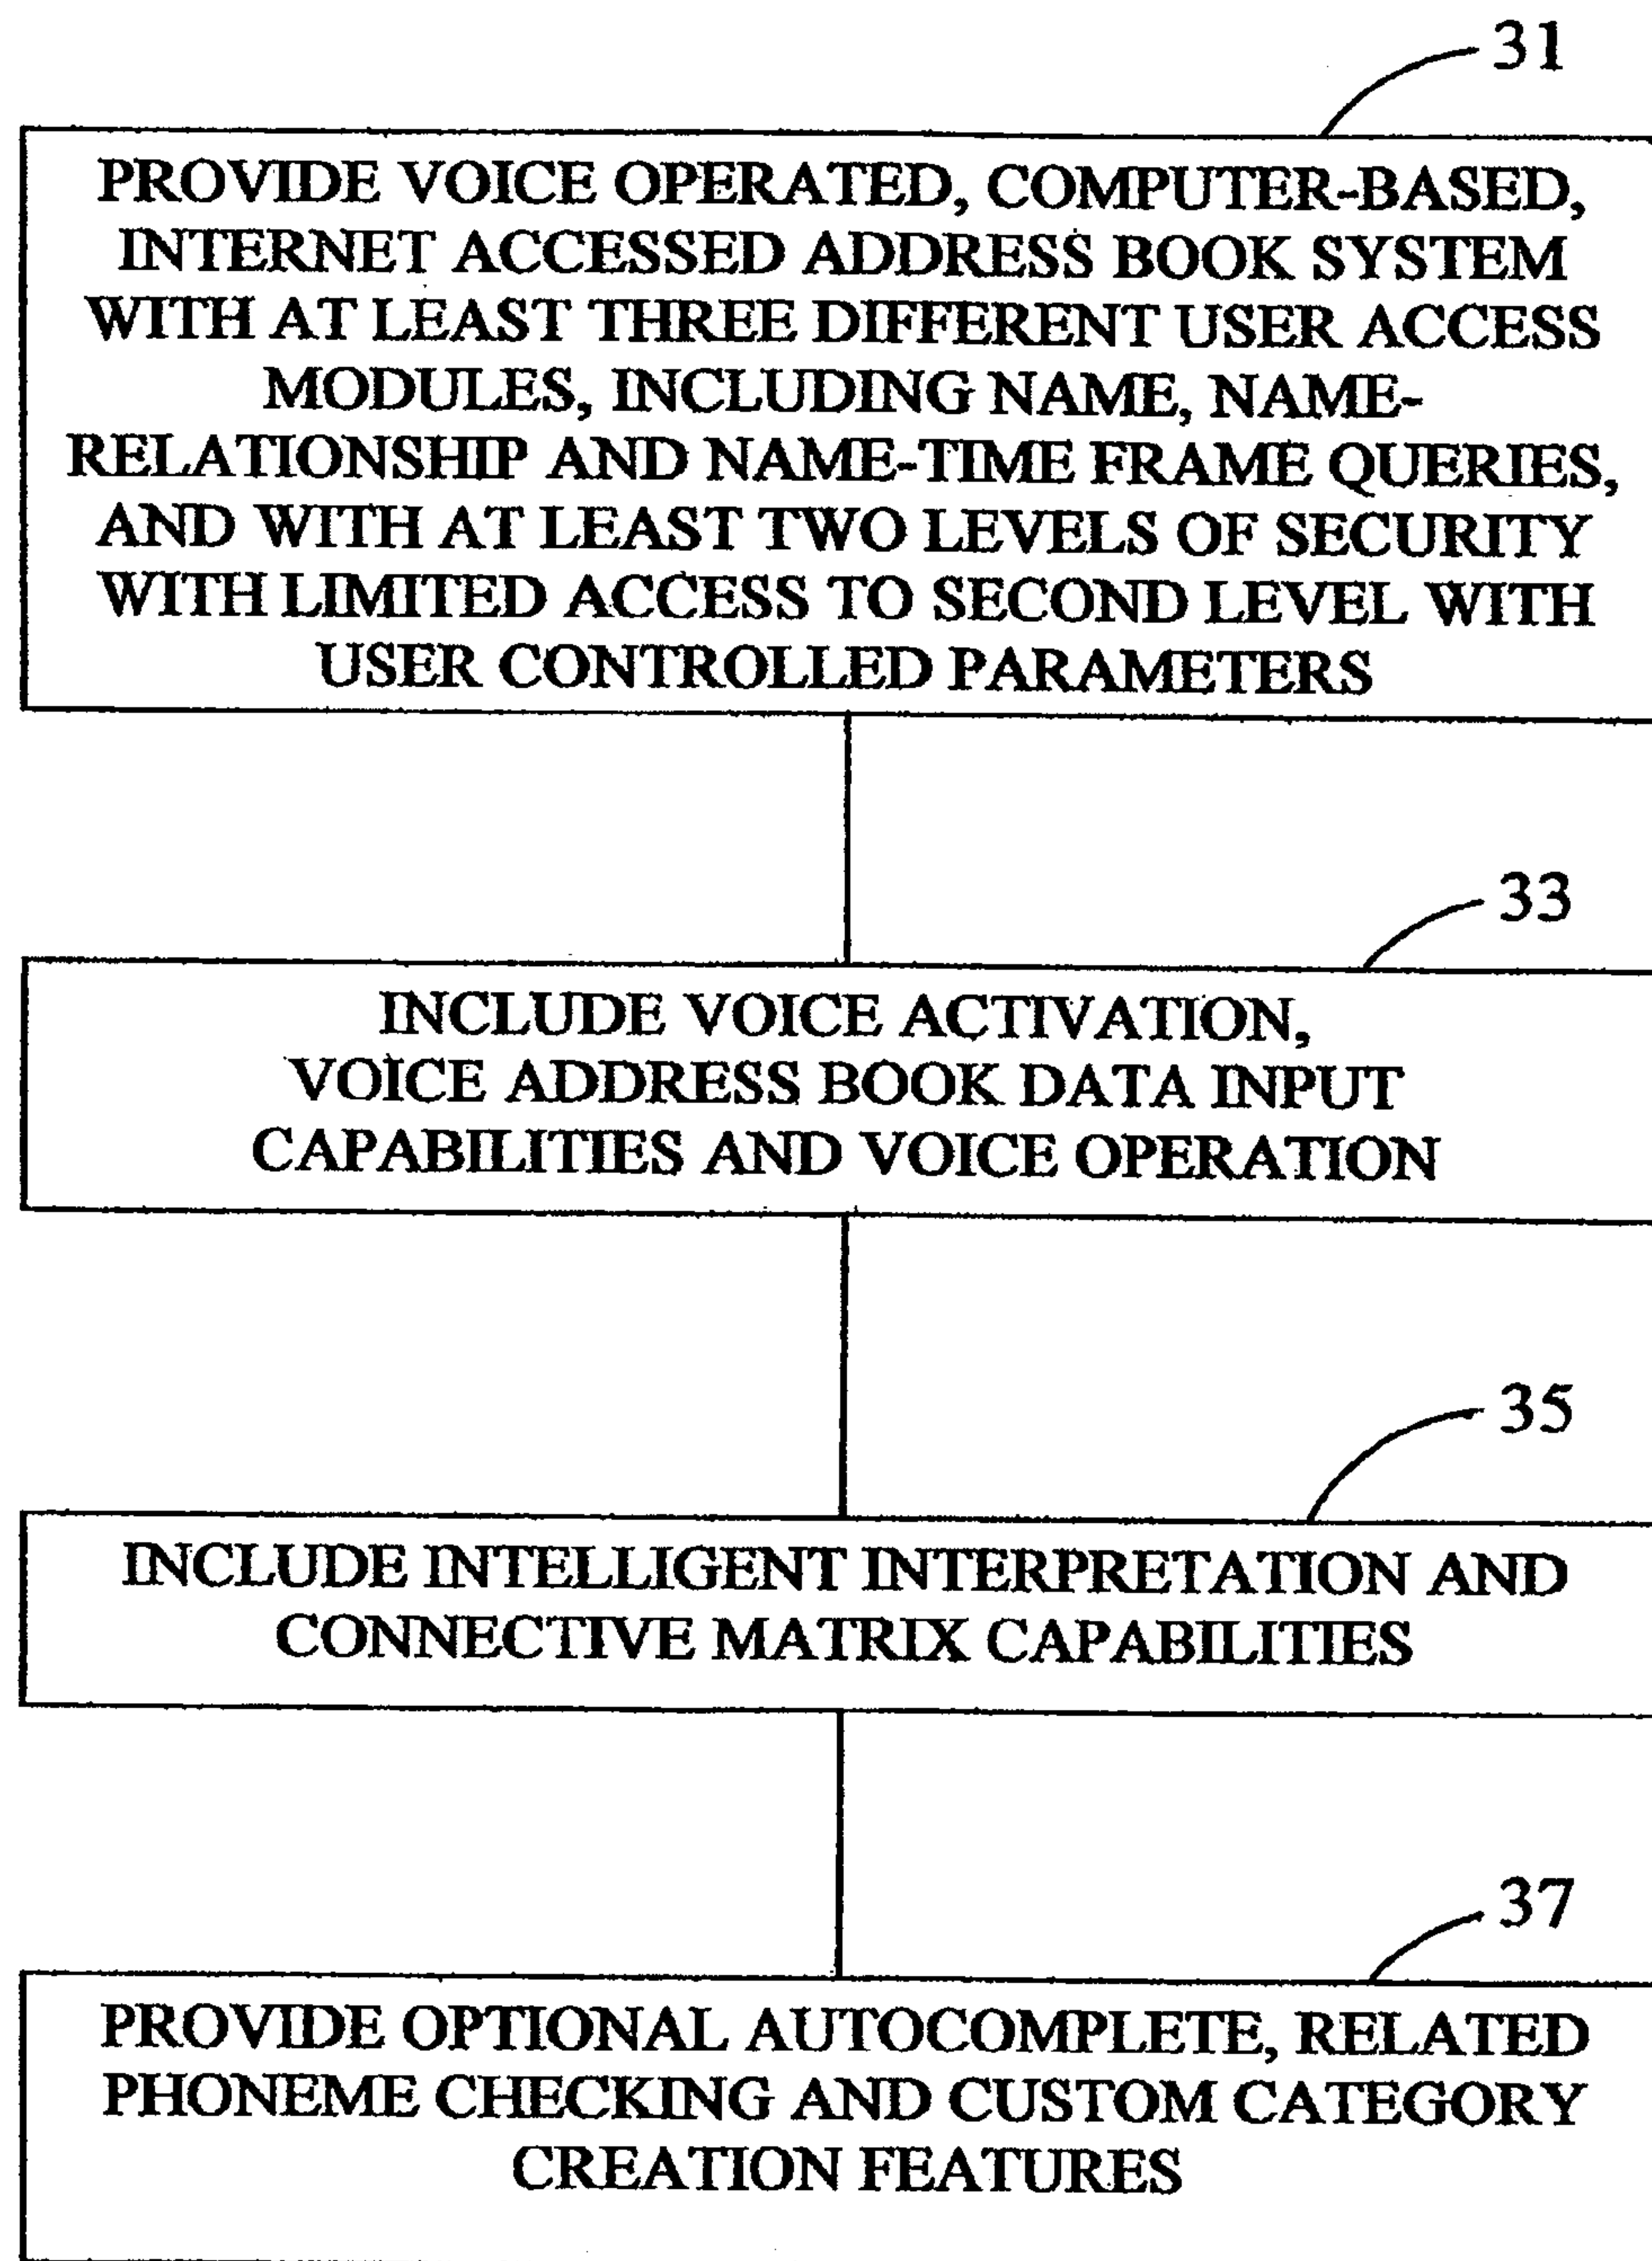 31
PROVIDE VOICE OPERATED, COMPUTER-BASED,
INTERNET ACCESSED ADDRESS BOOK SYSTEM
WITH AT LEAST THREE DIFFERENT USER ACCESS
MODULES, INCLUDING NAME, NAME-
RELATIONSHIP AND NAME-TIME FRAME QUERIES,
AND WITH AT LEAST TWO LEVELS OF SECURITY
WITH LIMITED ACCESS TO SECOND LEVEL WITH
USER CONTROLLED PARAMETERS
33
INCLUDE VOICE ACTIVATION,
VOICE ADDRESS BOOK DATA INPUT
CAPABILITIES AND VOICE OPERATION
35
INCLUDE INTELLIGENT INTERPRETATION AND
CONNECTIVE MATRIX CAPABILITIES
37
PROVIDE OPTIONAL AUTOCOMPLETE, RELATED
PHONEME CHECKING AND CUSTOM CATEGORY
CREATION FEATURES